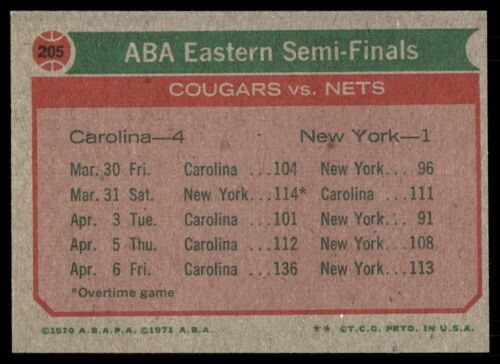 205
ABA Eastern Semi-Finals
COUGARS vs. NETS
Carolina—4 New York—1
Mar. 30 Fri. Carolina ...104 New York... 96
Mar. 31 Sat. New York...114* Carolina ...111
Apr. 3 Tue. Carolina ...101 New York... 91
Apr. 5 Thu. Carolina ...112 New York...108
Apr. 6 Fri. Carolina ...136 New York...113
*Overtime game
©1970 A.B.A.P.A. ©1971 A.B.A. ** ©T.C.G. PRTD. IN U.S.A.